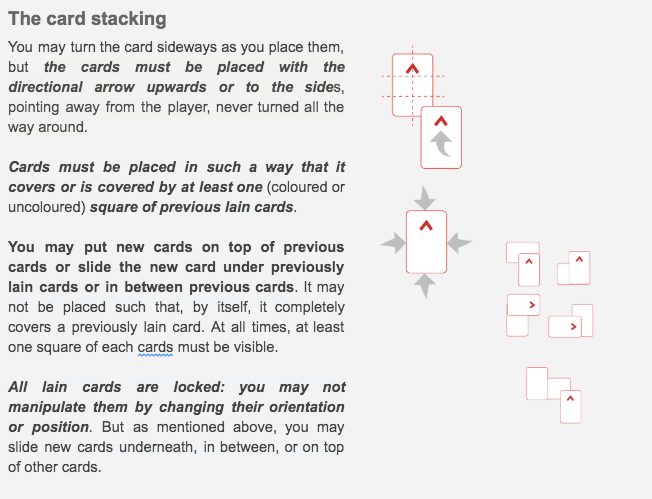 The card stacking
You may turn the card sideways as you place them,
but the cards must be placed with the
directional arrow upwards or to the sides,
pointing away from the player, never turned all the
way around.
Cards must be placed in such a way that it
covers or is covered by at least one (coloured or
uncoloured) square of previous lain cards.
You may put new cards on top of previous
cards or slide the new card under previously
lain cards or in between previous cards. It may
not be placed such that, by itself, it completely
covers a previously lain card. At all times, at least
one square of each cards must be visible.
All lain cards are locked: you may not
manipulate them by changing their orientation
or position. But as mentioned above, you may
slide new cards underneath, in between, or on top
of other cards.